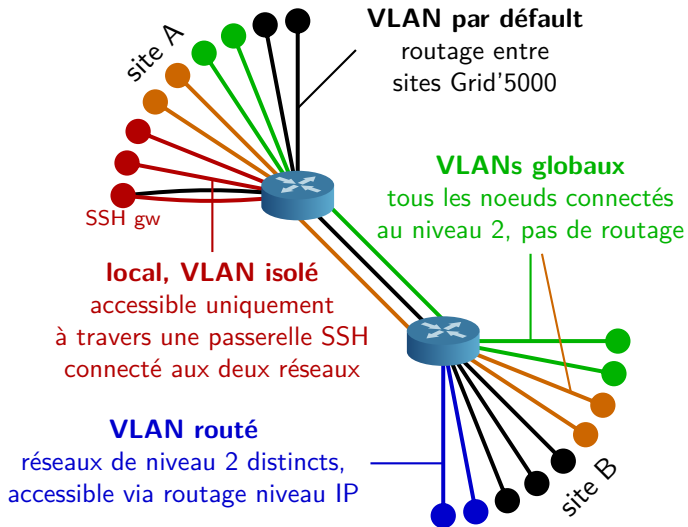 VLAN par défault
routage entre
sites Grid'5000
site A
VLANs globaux
tous les noeuds connectés
au niveau 2, pas de routage
SSH gw
local, VLAN isolé
accessible uniquement
à travers une passerelle SSH
connecté aux deux réseaux
VLAN routé
réseaux de niveau 2 distincts,
accessible via routage niveau IP
site B